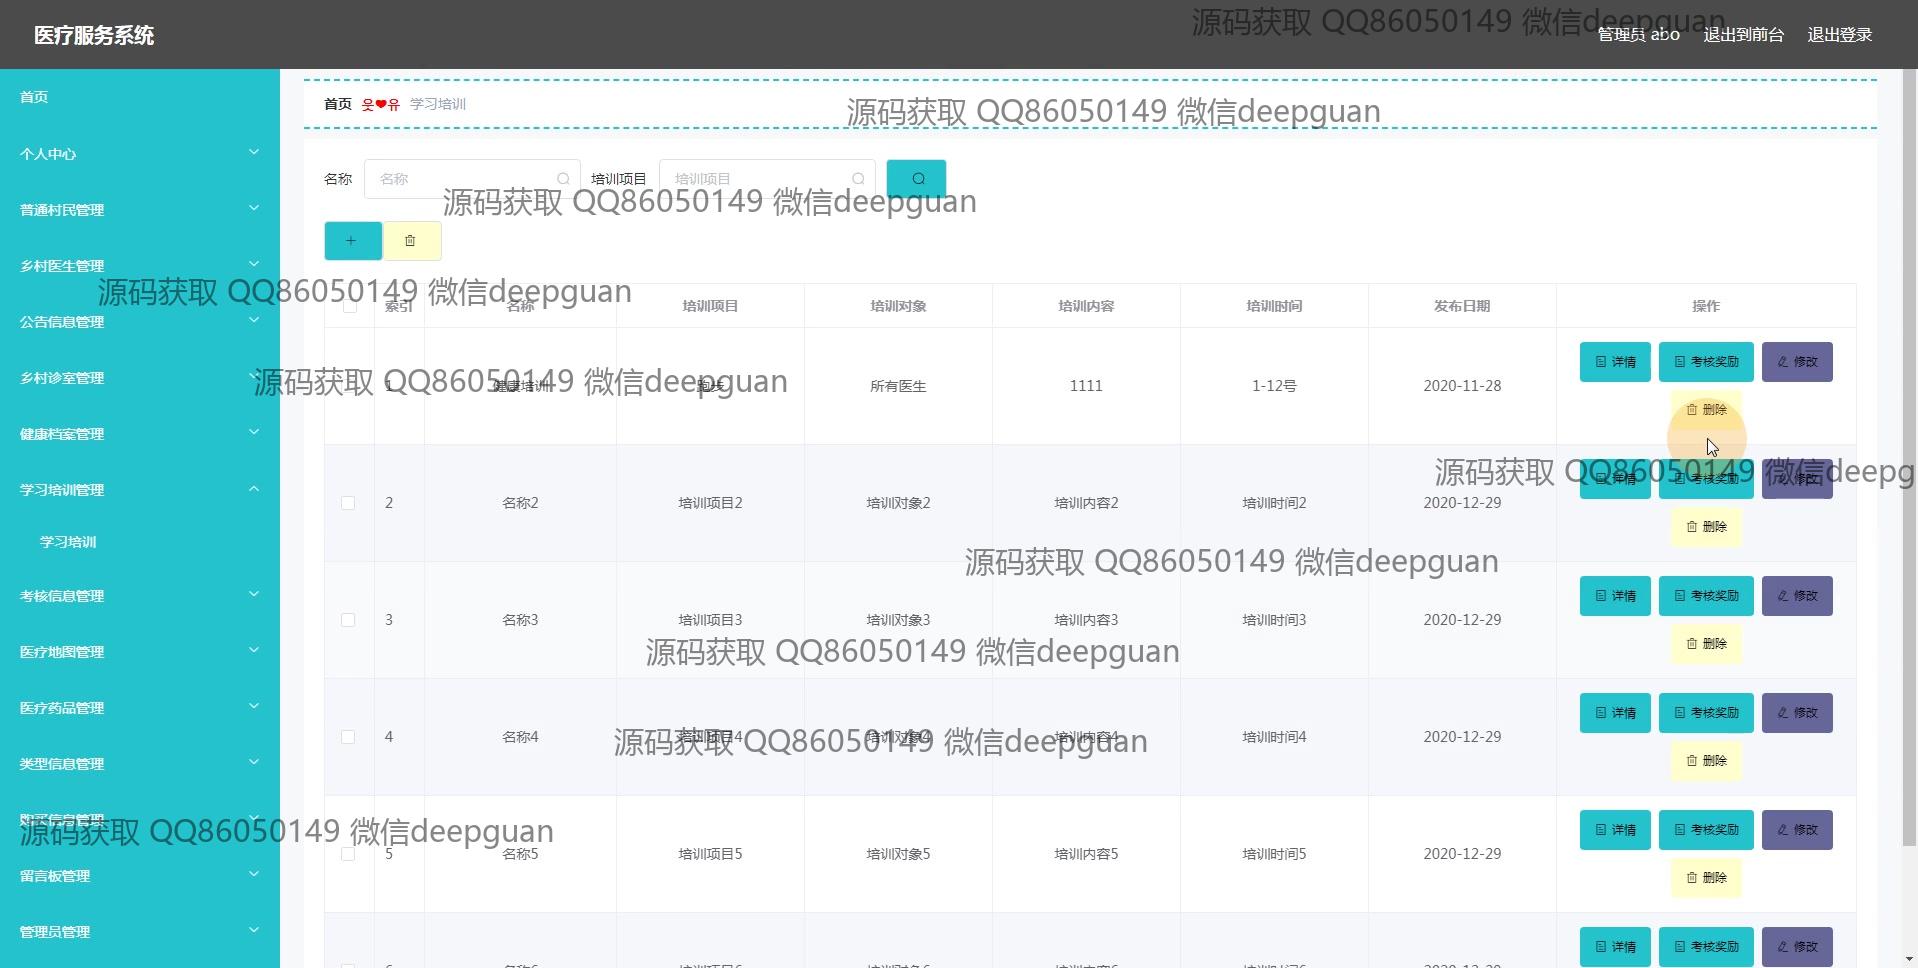 医疗服务系统
管理员 abo 退出到前台 退出登录
源码获取 QQ86050149 微信deepguan
首页
个人中心
普通村民管理
乡村医生管理
公告信息管理
乡村诊室管理
健康档案管理
学习培训管理
学习培训
考核信息管理
医疗地图管理
医疗药品管理
类型信息管理
购买信息管理
留言板管理
管理员管理
首页 웃❤유 学习培训
源码获取 QQ86050149 微信deepguan
名称 名称 培训项目 培训项目
源码获取 QQ86050149 微信deepguan
源码获取 QQ86050149 微信deepguan
索引 名称 培训项目 培训对象 培训内容 培训时间 发布日期 操作
1 健康培训 跑步 所有医生 1111 1-12号 2020-11-28 详情 考核奖励 修改
删除
源码获取 QQ86050149 微信deepguan
源码获取 QQ86050149 微信deepg
2 名称2 培训项目2 培训对象2 培训内容2 培训时间2 2020-12-29 详情 考核奖励 修改
删除
源码获取 QQ86050149 微信deepguan
3 名称3 培训项目3 培训对象3 培训内容3 培训时间3 2020-12-29 详情 考核奖励 修改
删除
源码获取 QQ86050149 微信deepguan
4 名称4 培训项目4 培训对象4 培训内容4 培训时间4 2020-12-29 详情 考核奖励 修改
删除
源码获取 QQ86050149 微信deepguan
5 名称5 培训项目5 培训对象5 培训内容5 培训时间5 2020-12-29 详情 考核奖励 修改
删除
源码获取 QQ86050149 微信deepguan
详情 考核奖励 修改